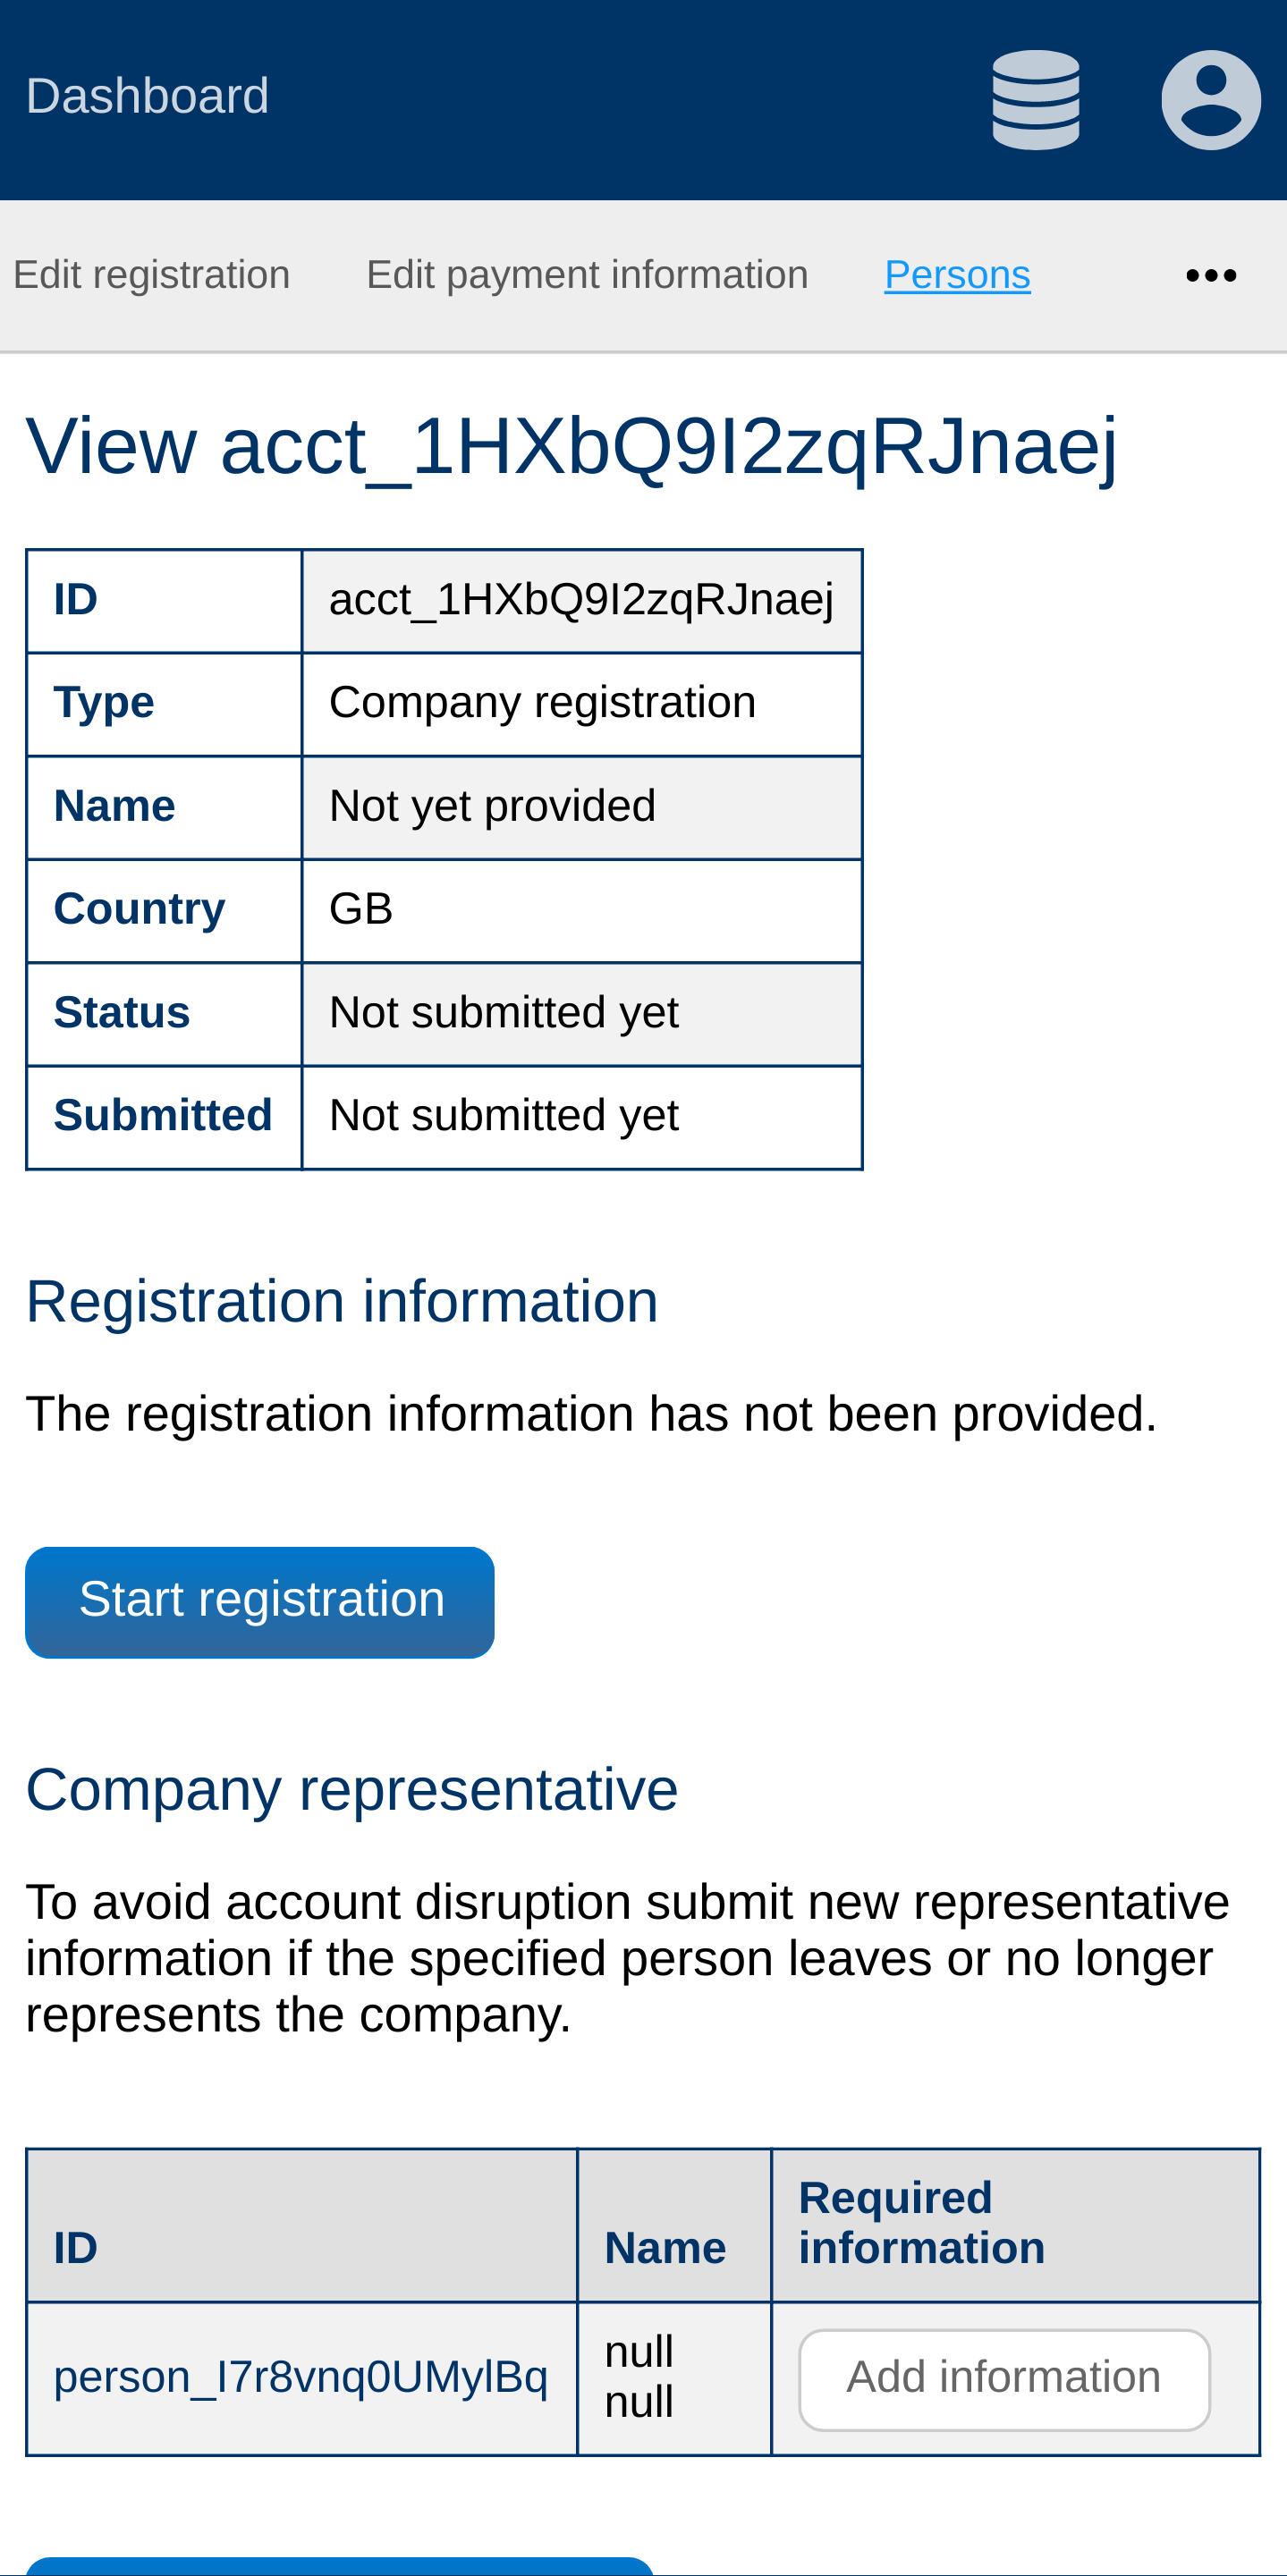 Dashboard
Edit registration Edit payment information Persons •••
View acct_1HXbQ9I2zqRJnaej
ID acct_1HXbQ9I2zqRJnaej
Type Company registration
Name Not yet provided
Country GB
Status Not submitted yet
Submitted Not submitted yet
Registration information
The registration information has not been provided.
Start registration
Company representative
To avoid account disruption submit new representative
information if the specified person leaves or no longer
represents the company.
ID Name Required
information
person_I7r8vnq0UMylBq null
null Add information